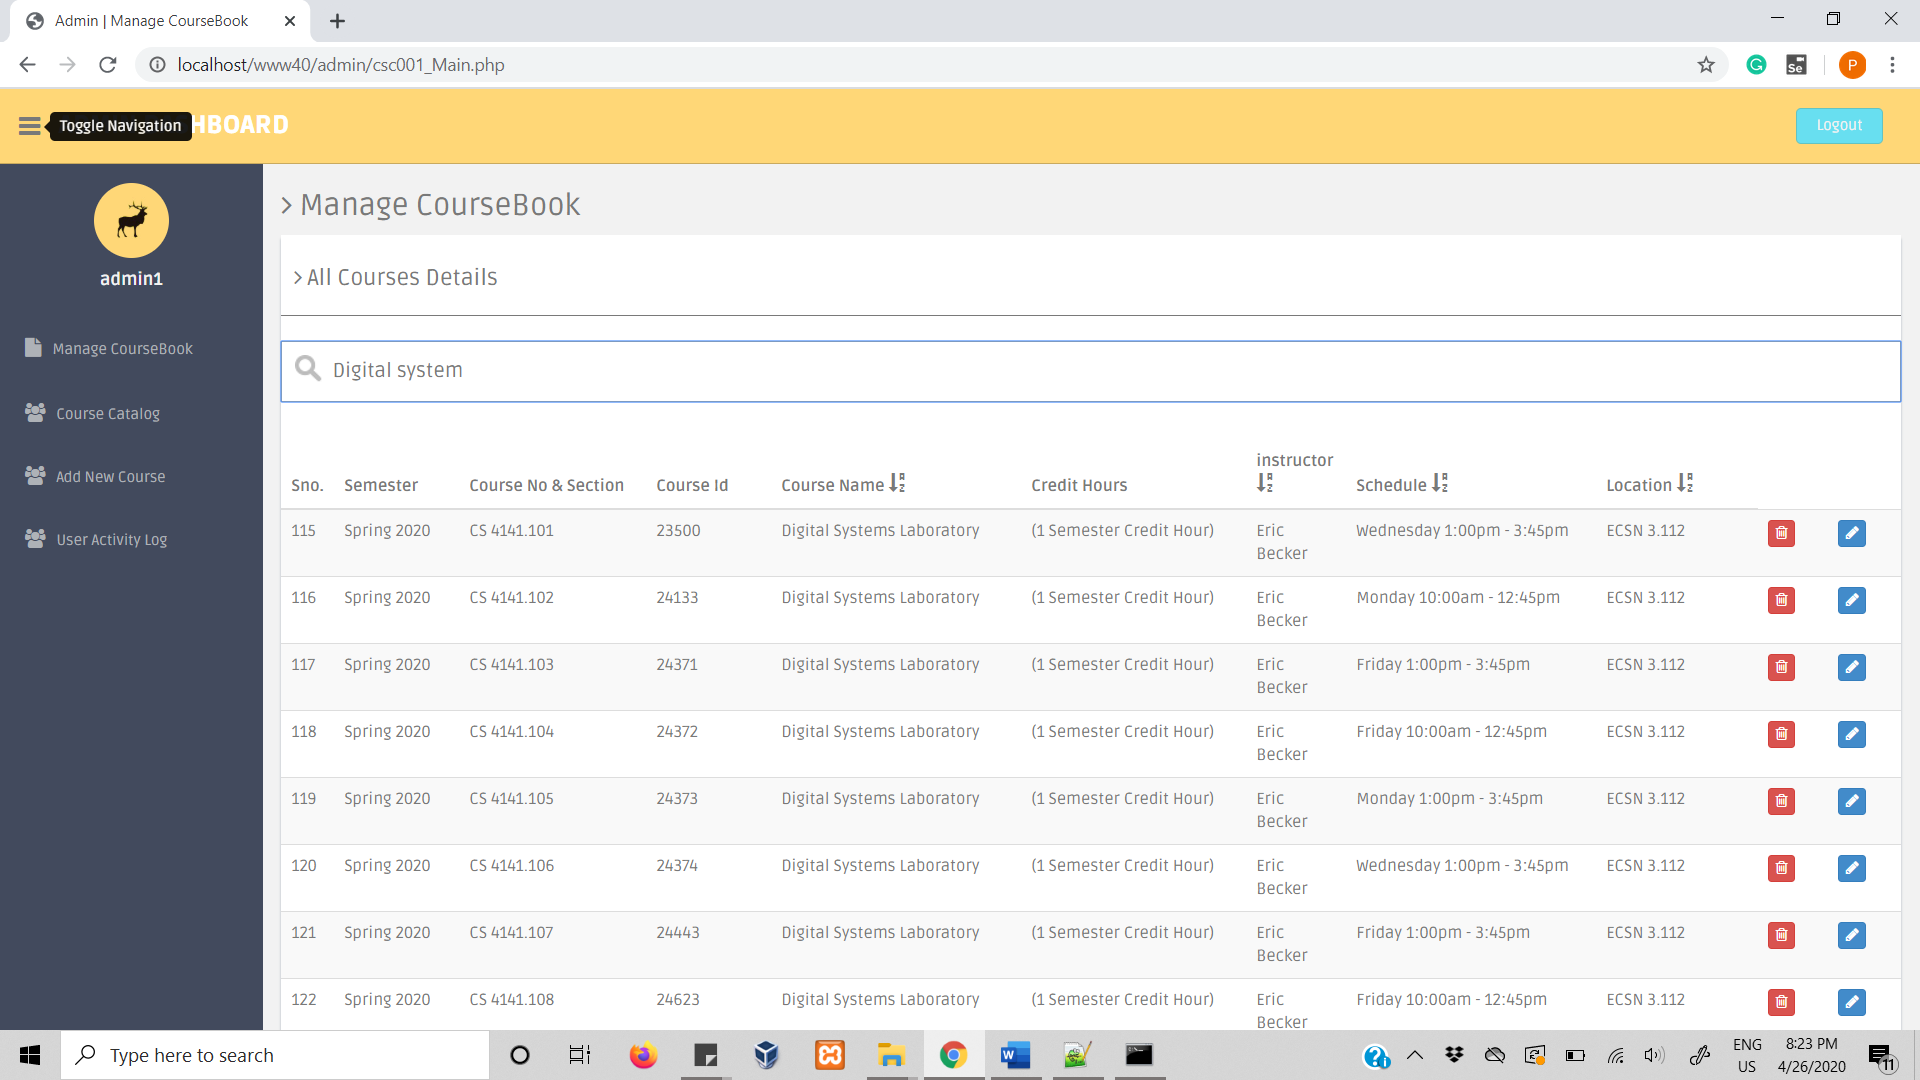 Admin | Manage CourseBook
localhost/www40/admin/csc001_Main.php
Se
P
Toggle Navigation
HBOARD
Logout
admin1
Manage CourseBook
Course Catalog
Add New Course
User Activity Log
> Manage CourseBook
> All Courses Details
Digital system
Sno. Semester Course No & Section Course Id Course Name Credit Hours instructor Schedule Location
115 Spring 2020 CS 4141.101 23500 Digital Systems Laboratory (1 Semester Credit Hour) Eric Becker Wednesday 1:00pm - 3:45pm ECSN 3.112
116 Spring 2020 CS 4141.102 24133 Digital Systems Laboratory (1 Semester Credit Hour) Eric Becker Monday 10:00am - 12:45pm ECSN 3.112
117 Spring 2020 CS 4141.103 24371 Digital Systems Laboratory (1 Semester Credit Hour) Eric Becker Friday 1:00pm - 3:45pm ECSN 3.112
118 Spring 2020 CS 4141.104 24372 Digital Systems Laboratory (1 Semester Credit Hour) Eric Becker Friday 10:00am - 12:45pm ECSN 3.112
119 Spring 2020 CS 4141.105 24373 Digital Systems Laboratory (1 Semester Credit Hour) Eric Becker Monday 1:00pm - 3:45pm ECSN 3.112
120 Spring 2020 CS 4141.106 24374 Digital Systems Laboratory (1 Semester Credit Hour) Eric Becker Wednesday 1:00pm - 3:45pm ECSN 3.112
121 Spring 2020 CS 4141.107 24443 Digital Systems Laboratory (1 Semester Credit Hour) Eric Becker Friday 1:00pm - 3:45pm ECSN 3.112
122 Spring 2020 CS 4141.108 24623 Digital Systems Laboratory (1 Semester Credit Hour) Eric Becker Friday 10:00am - 12:45pm ECSN 3.112
Type here to search
ENG
US
8:23 PM
4/26/2020
11